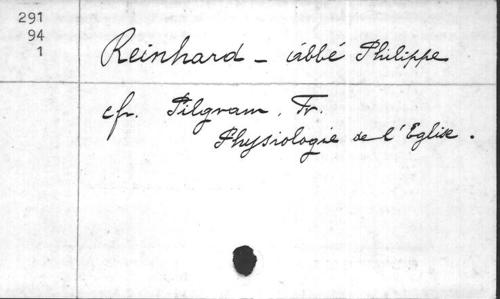 291
94
1
Reinhard - abbé Philippe
cfr. Pilgram, Fr.
Physiologie de l'Eglise.